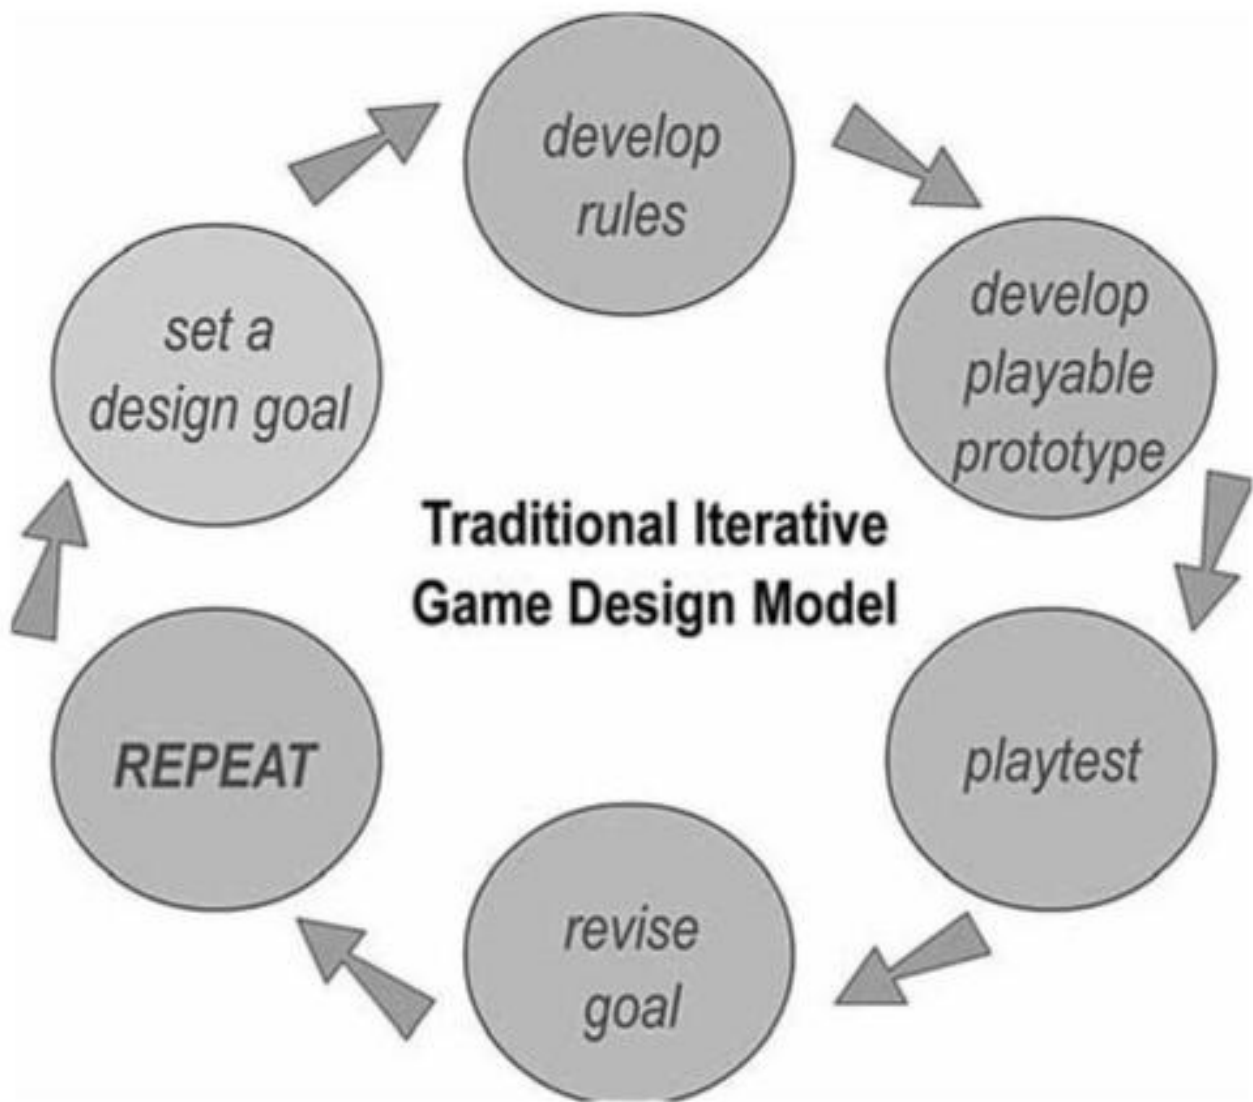 develop
rules
develop
playable
prototype
playtest
revise
goal
REPEAT
set a
design goal
Traditional Iterative
Game Design Model